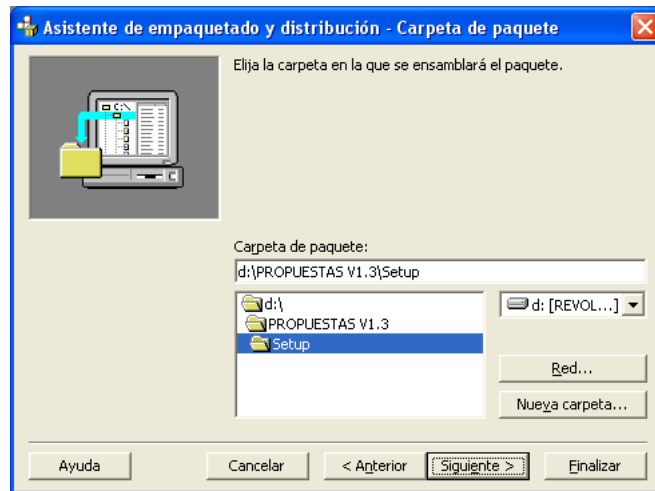 Asistente de empaquetado y distribución - Carpeta de paquete
Elija la carpeta en la que se ensamblará el paquete.
C:\
Carpeta de paquete:
d:\PROPUESTAS V1.3\Setup
d:\
d: [REVOL...]
PROPUESTAS V1.3
Setup
Red...
Nueva carpeta...
Ayuda
Cancelar
< Anterior
Siguiente >
Finalizar